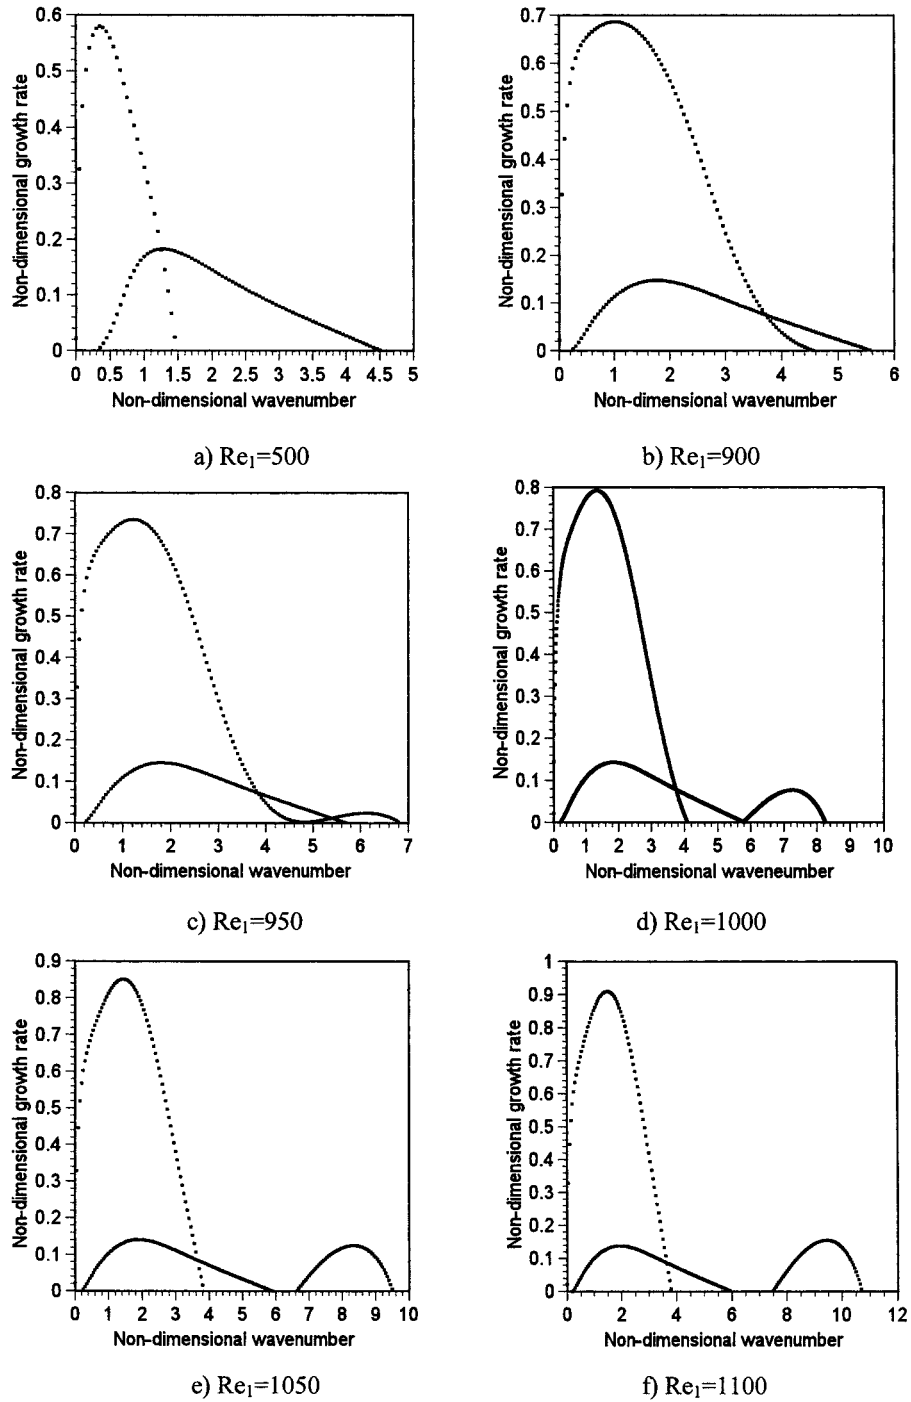 0.6
0.5
0.4
0.3
0.2
0.1
0
Non-dimensional growth rate
0 0.5 1 1.5 2 2.5 3 3.5 4 4.5 5
Non-dimensional wavenumber
a) Re₁=500
0.7
0.6
0.5
0.4
0.3
0.2
0.1
0
Non-dimensional growth rate
0 1 2 3 4 5 6
Non-dimensional wavenumber
b) Re₁=900
0.8
0.7
0.6
0.5
0.4
0.3
0.2
0.1
0
Non-dimensional growth rate
0 1 2 3 4 5 6 7
Non-dimensional wavenumber
c) Re₁=950
0.8
0.7
0.6
0.5
0.4
0.3
0.2
0.1
0
Non-dimensional growth rate
0 1 2 3 4 5 6 7 8 9 10
Non-dimensional waveneumber
d) Re₁=1000
0.9
0.8
0.7
0.6
0.5
0.4
0.3
0.2
0.1
0
Non-dimensional growth rate
0 1 2 3 4 5 6 7 8 9 10
Non-dimensional wavenumber
e) Re₁=1050
1
0.9
0.8
0.7
0.6
0.5
0.4
0.3
0.2
0.1
0
Non-dimensional growth rate
0 2 4 6 8 10 12
Non-dimensional wavenumber
f) Re₁=1100